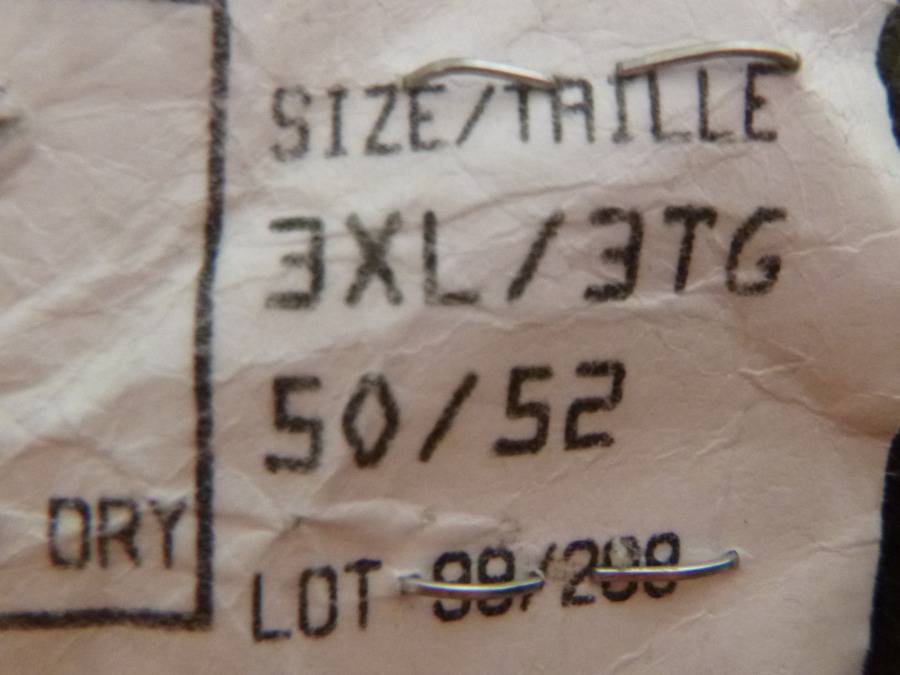 SIZE/TAILLE
3XL/3TG
50/52
DRY
LOT